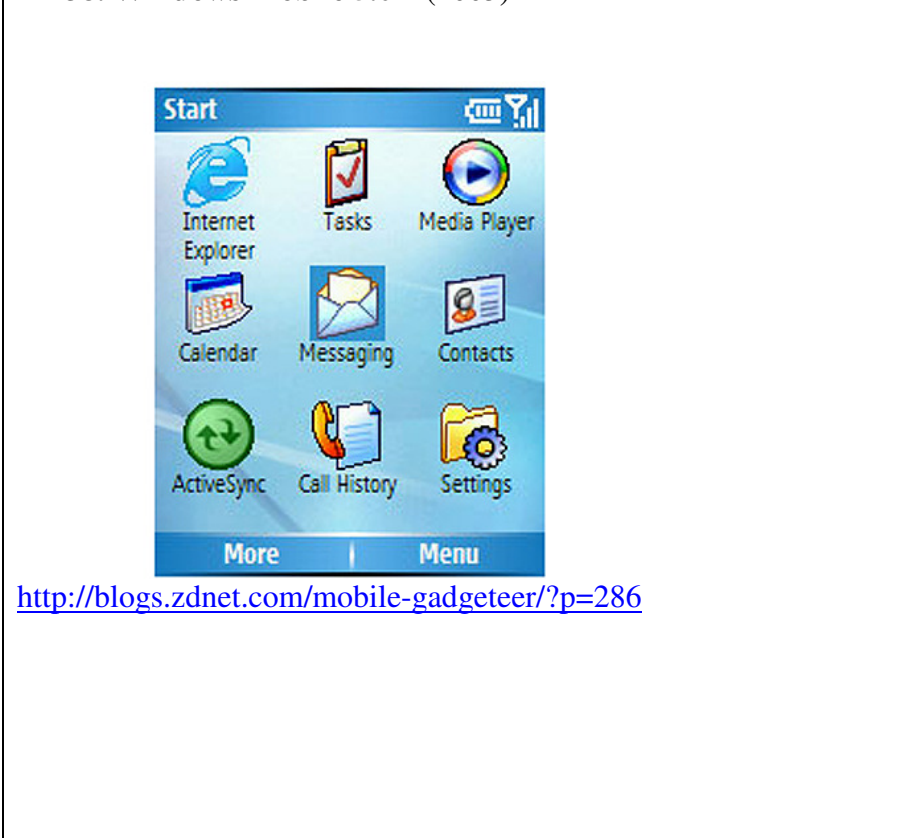 Start
Internet Tasks Media Player
Explorer
Calendar Messaging Contacts
ActiveSync Call History Settings
More Menu
http://blogs.zdnet.com/mobile-gadgeteer/?p=286